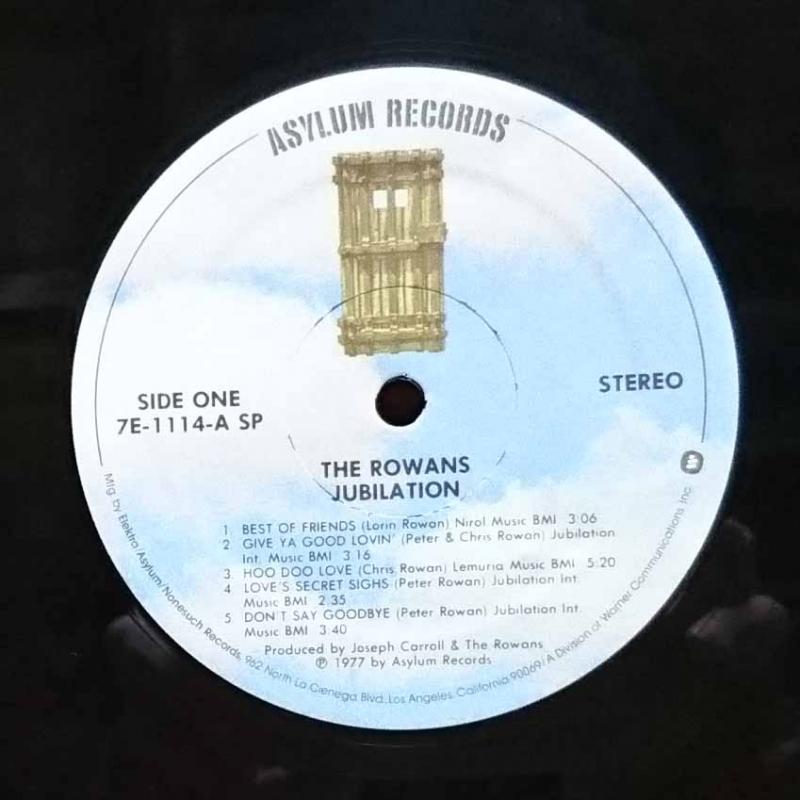 ASYLUM RECORDS
SIDE ONE
7E-1114-A SP
STEREO
THE ROWANS
JUBILATION
1. BEST OF FRIENDS (Lorin Rowan) Nirol Music BMI 3:06
2. GIVE YA GOOD LOVIN' (Peter & Chris Rowan) Jubilation
Int. Music BMI 3:16
3. HOO DOO LOVE (Chris Rowan) Lemuria Music BMI 5:20
4. LOVE'S SECRET SIGHS (Peter Rowan) Jubilation Int.
Music BMI 2:35
5. DON'T SAY GOODBYE (Peter Rowan) Jubilation Int.
Music BMI 3:40
Produced by Joseph Carroll & The Rowans
℗ 1977 by Asylum Records
Mfg. by Elektra/Asylum/Nonesuch Records, 962 North La Cienega Blvd., Los Angeles, California 90069/A Division of Warner Communications Inc.